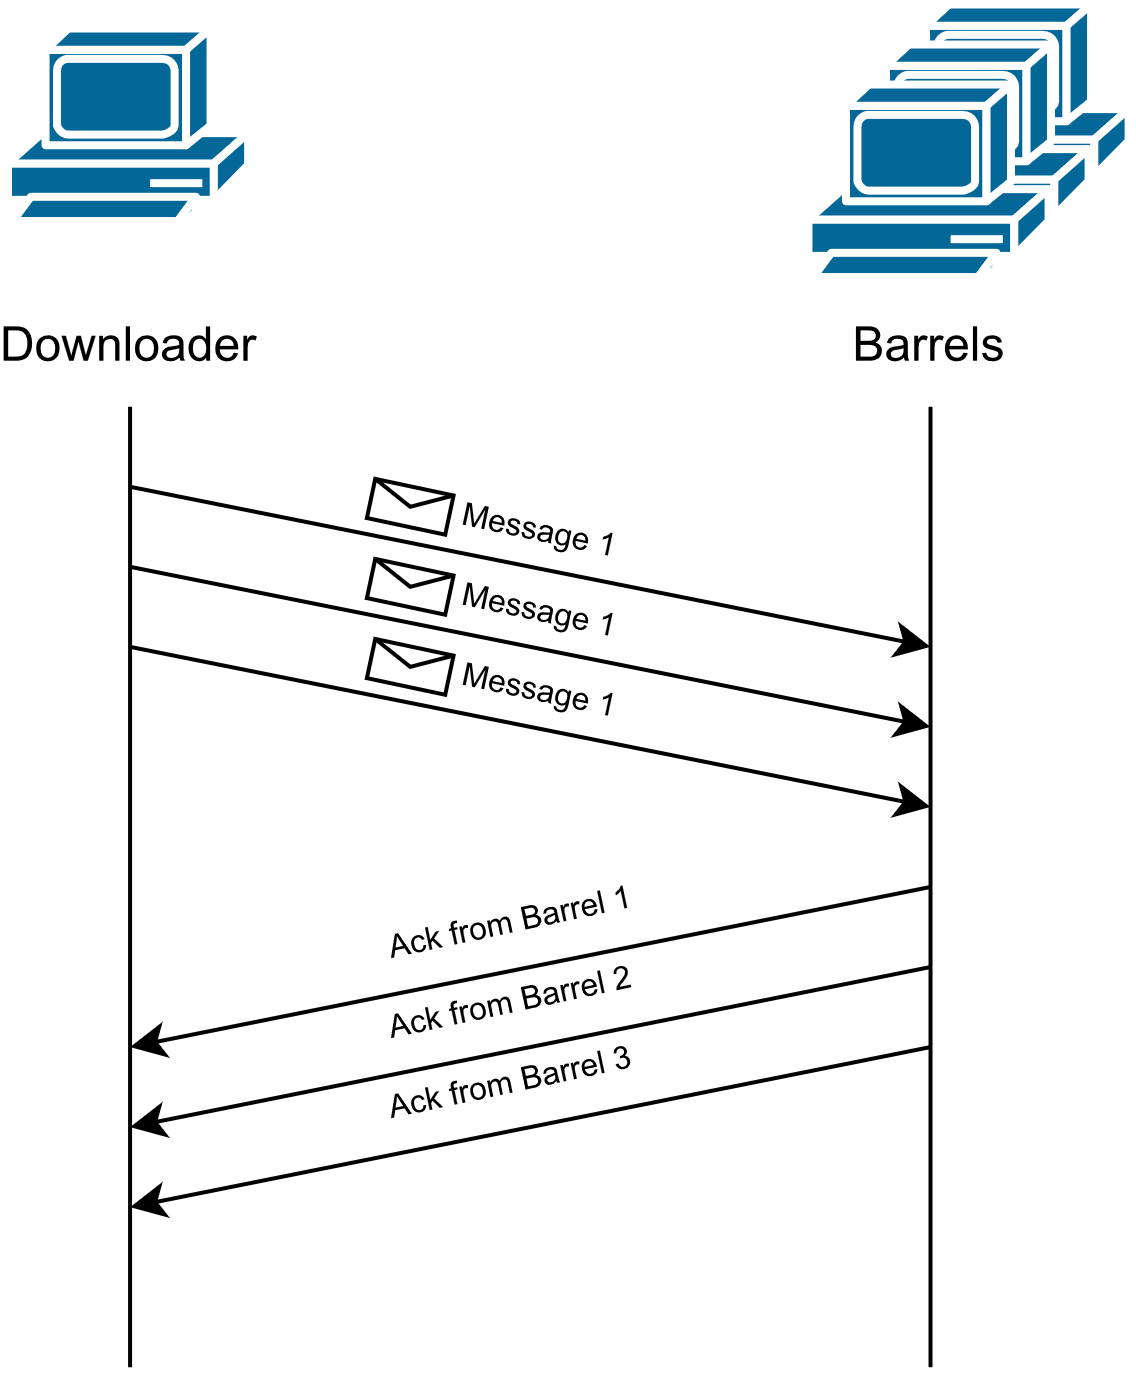 Downloader
Barrels
Message 1
Message 1
Message 1
Ack from Barrel 1
Ack from Barrel 2
Ack from Barrel 3